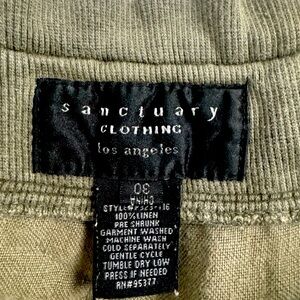 sanctuary
CLOTHING
los angeles
30
CHINA
100%LINEN
PRE SHRUNK
GARMENT WASHED
MACHINE WASH
COLD SEPARATELY
GENTLE CYCLE
TUMBLE DRY LOW
PRESS IF NEEDED
RN#95377